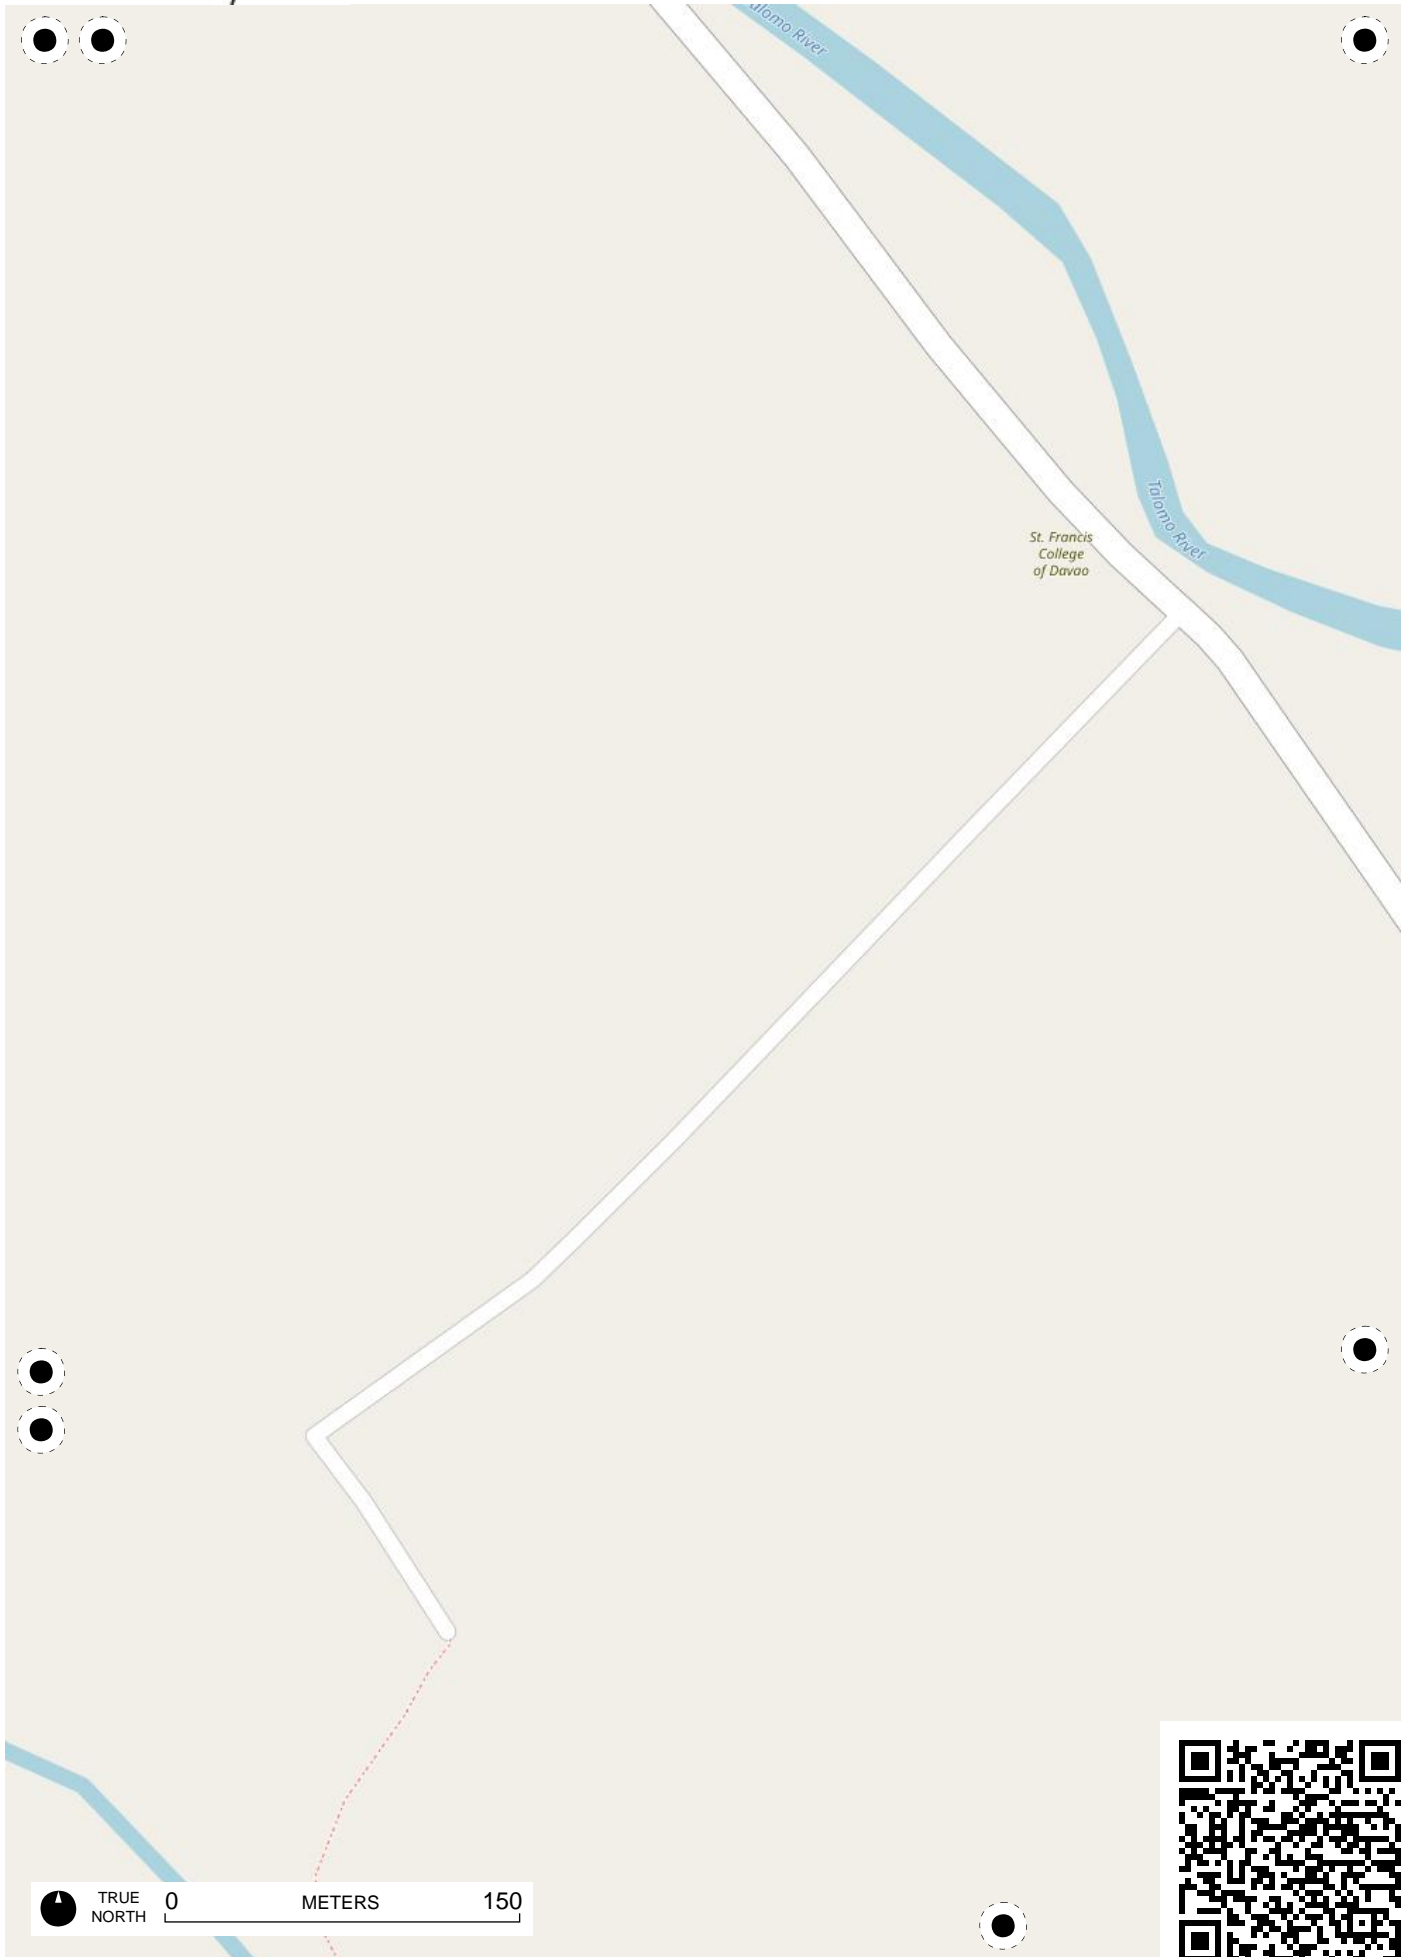 Talomo River
St. Francis
College
of Davao
Talomo River
TRUE
NORTH
0 METERS 150